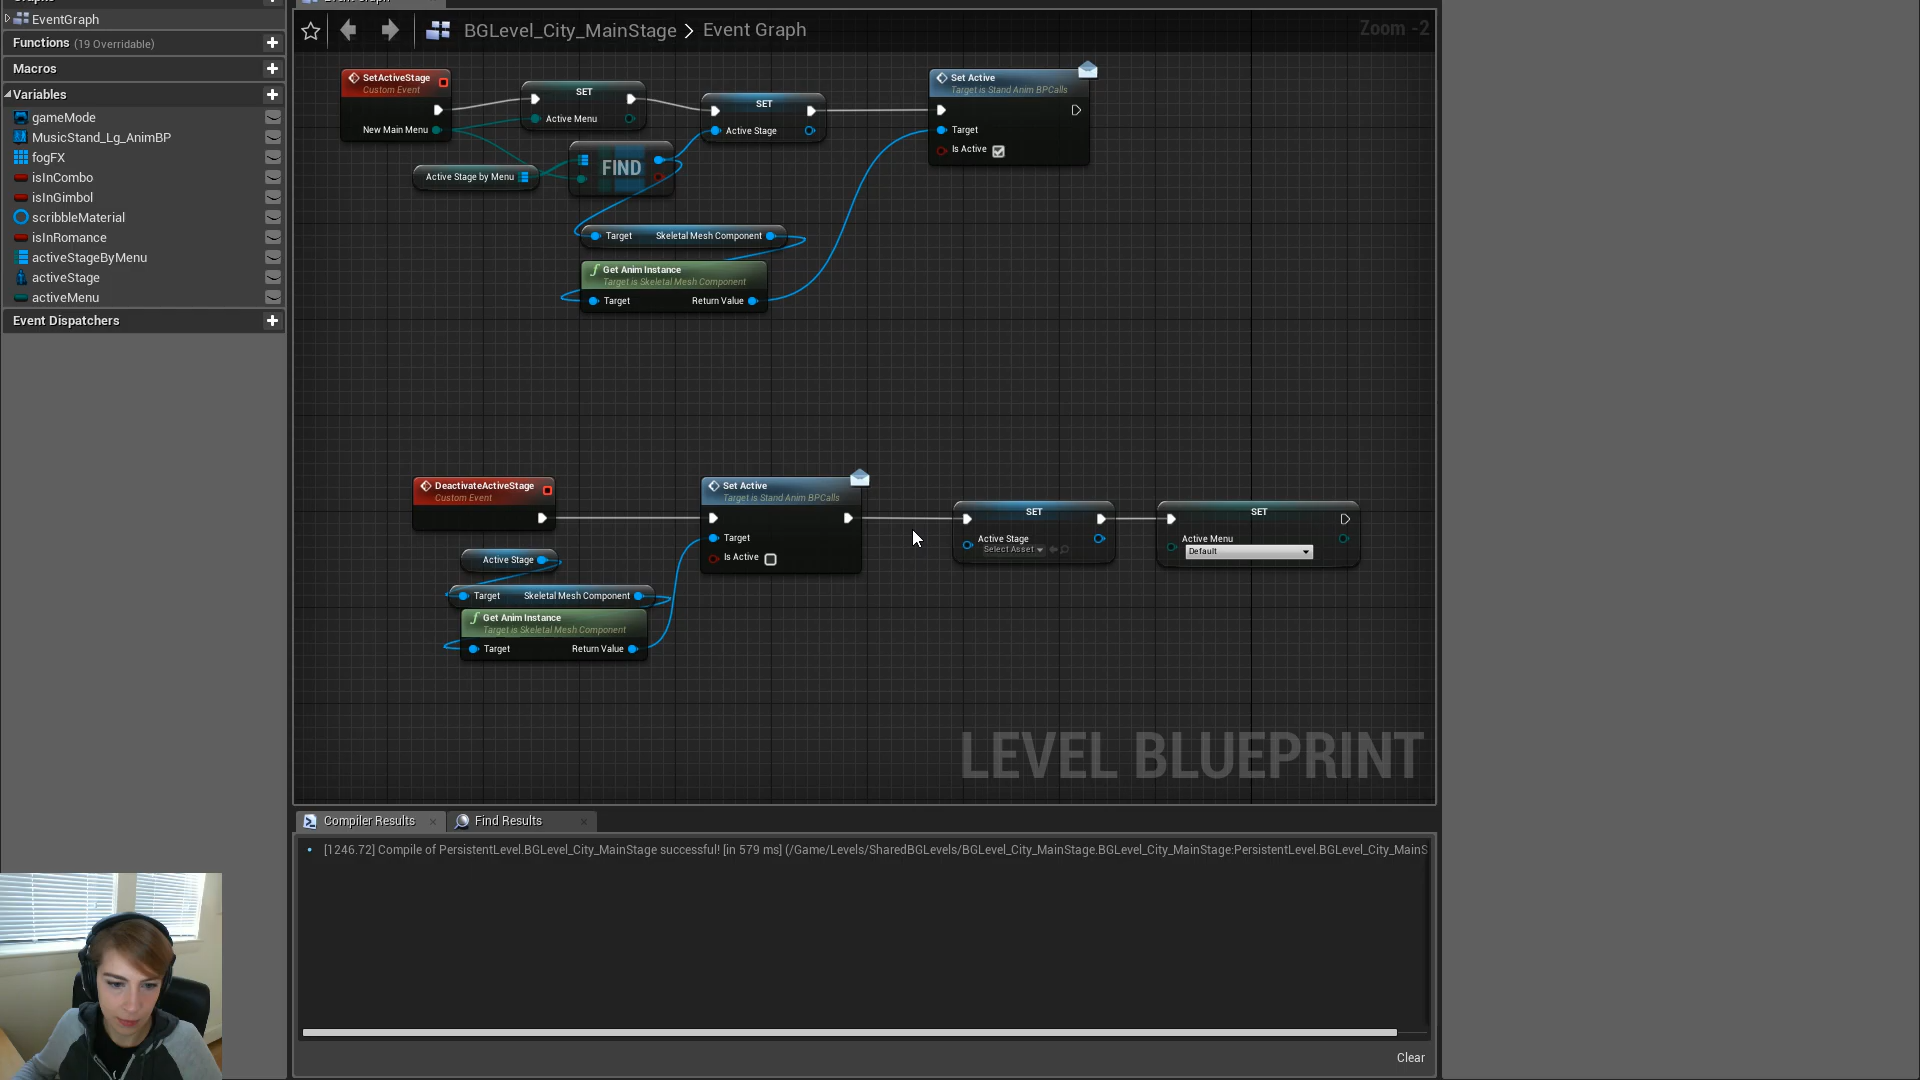 EventGraph
Functions (19 Overridable)
Macros
Variables
gameMode
MusicStand_Lg_AnimBP
fogFX
isInCombo
isInGimbol
scribbleMaterial
isInRomance
activeStageByMenu
activeStage
activeMenu
Event Dispatchers
BGLevel_City_MainStage > Event Graph
Zoom -2
SetActiveStage
Custom Event
New Main Menu
SET
Active Menu
SET
Active Stage
Set Active
Target is Stand Anim BPCalls
Target
Is Active
Active Stage by Menu
FIND
Target Skeletal Mesh Component
Get Anim Instance
Target is Skeletal Mesh Component
Target Return Value
DeactivateActiveStage
Custom Event
Set Active
Target is Stand Anim BPCalls
Target
Is Active
SET
Active Stage
Select Asset
SET
Active Menu
Default
Active Stage
Target Skeletal Mesh Component
Get Anim Instance
Target is Skeletal Mesh Component
Target Return Value
LEVEL BLUEPRINT
Compiler Results
Find Results
[1246.72] Compile of PersistentLevel.BGLevel_City_MainStage successful! [in 579 ms] (/Game/Levels/SharedBGLevels/BGLevel_City_MainStage.BGLevel_City_MainStage:PersistentLevel.BGLevel_City_MainS
Clear